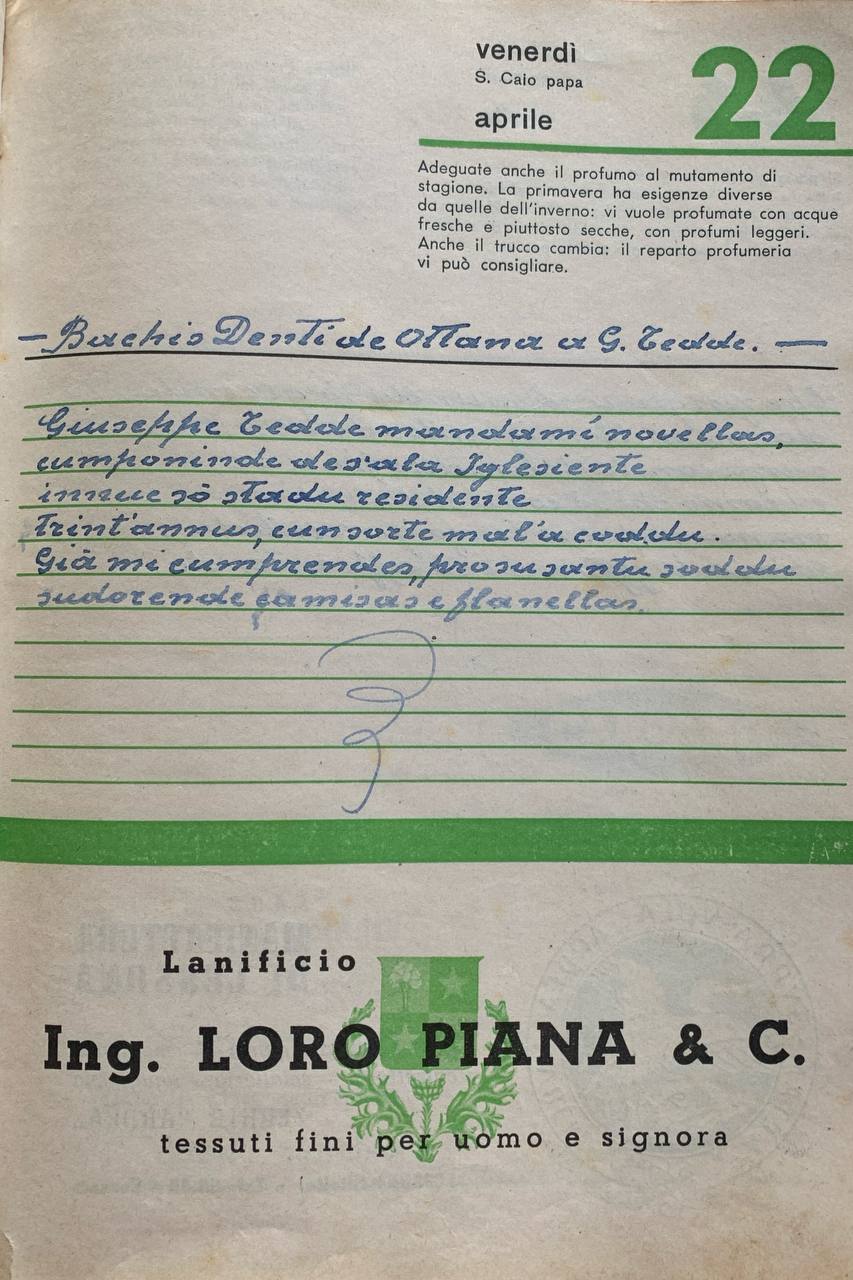 venerdì
S. Caio papa
aprile
22
Adeguate anche il profumo al mutamento di
stagione. La primavera ha esigenze diverse
da quelle dell'inverno: vi vuole profumate con acque
fresche e piuttosto secche, con profumi leggeri.
Anche il trucco cambia: il reparto profumeria
vi può consigliare.
— Bachis Denti de Ottana a G. Tedde. —
Giuseppe Tedde mandamí novellas,
cumponinde des'ala Iglesiente
innue sò stadu residente
trint'annus, cun sorte mal'a coddu.
Già mi cumprendes, pro su santu soddu
sudorende camisas e flanellas.
Lanificio
Ing. LORO PIANA & C.
tessuti fini per uomo e signora